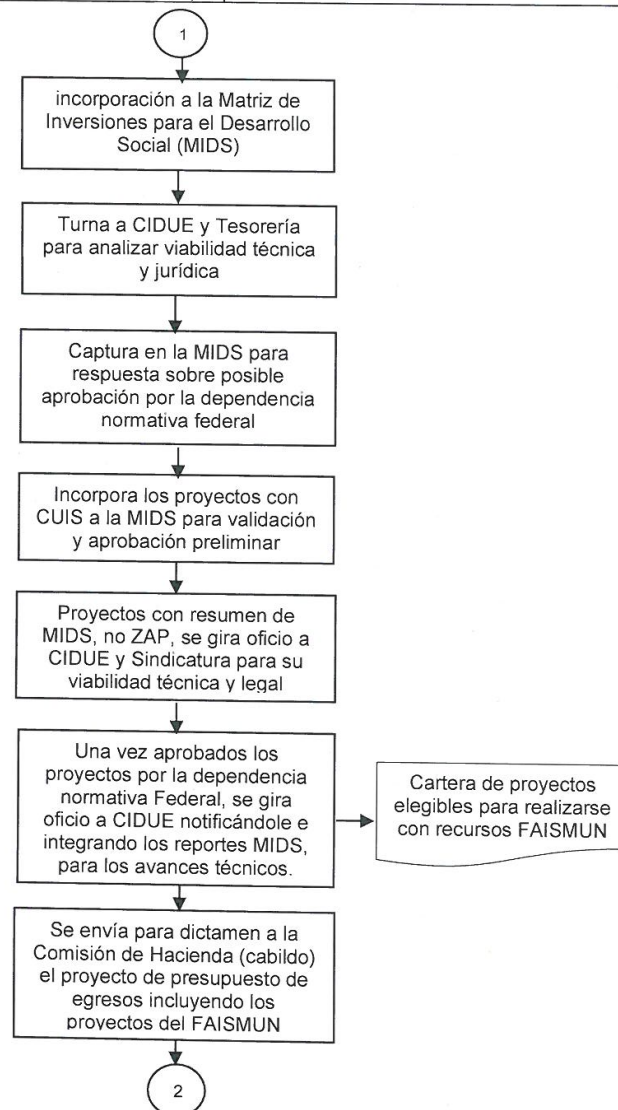 1
incorporación a la Matriz de
Inversiones para el Desarrollo
Social (MIDS)
Turna a CIDUE y Tesorería
para analizar viabilidad técnica
y jurídica
Captura en la MIDS para
respuesta sobre posible
aprobación por la dependencia
normativa federal
Incorpora los proyectos con
CUIS a la MIDS para validación
y aprobación preliminar
Proyectos con resumen de
MIDS, no ZAP, se gira oficio a
CIDUE y Sindicatura para su
viabilidad técnica y legal
Una vez aprobados los
proyectos por la dependencia
normativa Federal, se gira
oficio a CIDUE notificándole e
integrando los reportes MIDS,
para los avances técnicos.
Cartera de proyectos
elegibles para realizarse
con recursos FAISMUN
Se envía para dictamen a la
Comisión de Hacienda (cabildo)
el proyecto de presupuesto de
egresos incluyendo los
proyectos del FAISMUN
2